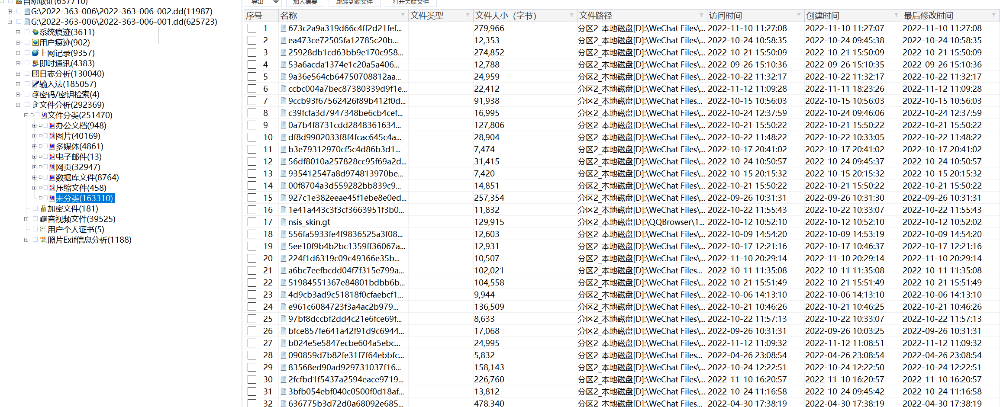 自动取证(637710)
G:\2022-363-006\2022-363-006-002.dd(11987)
G:\2022-363-006\2022-363-006-001.dd(625723)
系统痕迹(3611)
用户痕迹(902)
上网记录(9357)
即时通讯(4383)
日志分析(130040)
输入法(185057)
密码/密钥检索(4)
文件分析(292369)
文件分类(251470)
办公文档(948)
图片(40169)
多媒体(4861)
电子邮件(13)
网页(32947)
数据库文件(8764)
压缩文件(458)
未分类(163310)
加密文件(181)
音视频文件(39525)
用户个人证书(5)
照片Exif信息分析(1188)
导出 加入摘要 跳转到源文件 打开关联文件
序号 名称 文件类型 文件大小（字节） 文件路径 访问时间 创建时间 最后修改时间
1 673c2a9a319d66c4ff2d21fef... 279,966 分区2_本地磁盘[D]:\WeChat Files\... 2022-11-10 11:27:08 2022-11-10 11:27:07 2022-11-10 11:27:08
2 ea473ce72505fa12785c20b... 12,353 分区2_本地磁盘[D]:\WeChat Files\... 2022-10-24 10:58:35 2022-10-24 09:45:38 2022-10-24 10:58:35
3 25928db1cd63bb9e170c958... 274,852 分区2_本地磁盘[D]:\WeChat Files\... 2022-10-21 15:50:09 2022-10-21 15:50:09 2022-10-21 15:50:09
4 53a6acda1374e1c20a5a406... 12,788 分区2_本地磁盘[D]:\WeChat Files\... 2022-09-26 15:10:36 2022-09-26 15:10:35 2022-09-26 15:10:36
5 9a36e564cb64750708812aa... 24,959 分区2_本地磁盘[D]:\WeChat Files\... 2022-10-22 11:32:17 2022-10-22 11:32:17 2022-10-22 11:32:17
6 ccbc004a7bec87380339d9f1e... 22,412 分区2_本地磁盘[D]:\WeChat Files\... 2022-11-12 11:09:28 2022-11-11 18:23:26 2022-11-12 11:09:28
7 9ccb93f67562426f89b412f0d... 91,938 分区2_本地磁盘[D]:\WeChat Files... 2022-10-15 10:56:03 2022-10-15 10:56:03 2022-10-15 10:56:03
8 c39fcfa3d7947348be6cb4cef... 16,995 分区2_本地磁盘[D]:\WeChat Files\... 2022-10-24 12:37:59 2022-10-24 09:46:06 2022-10-24 12:37:59
9 0a7b4f8731cdd2848361634... 127,806 分区2_本地磁盘[D]:\WeChat Files\... 2022-10-21 15:50:22 2022-10-21 15:50:22 2022-10-21 15:50:22
10 df8d9902033f8f4fcac645c4a... 28,904 分区2_本地磁盘[D]:\WeChat Files\... 2022-10-22 11:48:22 2022-10-22 10:33:05 2022-10-22 11:48:22
11 b3e79312970cf5c4d86b3d1... 7,474 分区2_本地磁盘[D]:\WeChat Files\... 2022-10-17 20:41:02 2022-10-17 20:41:02 2022-10-17 20:41:02
12 56df8010a257828cc95f69a2d... 31,415 分区2_本地磁盘[D]:\WeChat Files\... 2022-10-24 10:50:57 2022-10-24 09:45:37 2022-10-24 10:50:57
13 935412547a8d974813970be... 7,420 分区2_本地磁盘[D]:\WeChat Files\... 2022-10-15 20:15:32 2022-10-15 20:15:32 2022-10-15 20:15:32
14 00f8704a3d559282bb839c9... 14,851 分区2_本地磁盘[D]:\WeChat Files\... 2022-10-21 15:50:22 2022-10-21 15:50:22 2022-10-21 15:50:22
15 927c1e382eeae45f1ebe8e0ed... 257,354 分区2_本地磁盘[D]:\WeChat Files\... 2022-09-26 10:31:31 2022-09-26 10:31:30 2022-09-26 10:31:31
16 1e41a443c3f3cf3663951f3b0... 11,832 分区2_本地磁盘[D]:\WeChat Files\... 2022-10-22 11:55:43 2022-10-22 10:33:07 2022-10-22 11:55:43
17 nsis_skin.gt 129,915 分区2_本地磁盘[D]:\QQBrowser\1... 2022-10-12 10:52:10 2022-10-12 10:52:10 2022-10-12 10:52:02
18 556fa5933fe4f9836525a3f08... 12,603 分区2_本地磁盘[D]:\WeChat Files\... 2022-10-09 14:54:20 2022-10-09 14:53:19 2022-10-09 14:54:20
19 5ee10f9b4b2bc1359ff36067a... 12,931 分区2_本地磁盘[D]:\WeChat Files\... 2022-10-17 12:21:16 2022-10-17 10:46:37 2022-10-17 12:21:16
20 224f1d6319c09c49366e35b... 10,507 分区2_本地磁盘[D]:\WeChat Files\... 2022-11-10 20:29:14 2022-11-10 20:29:14 2022-11-10 20:29:14
21 a6bc7eefbcdd04f7f315e799a... 102,021 分区2_本地磁盘[D]:\WeChat Files... 2022-10-11 11:35:08 2022-10-11 11:35:08 2022-10-11 11:35:08
22 51984551367e84801bdbb6b... 104,558 分区2_本地磁盘[D]:\WeChat Files\... 2022-10-21 15:51:49 2022-10-21 15:51:49 2022-10-21 15:51:49
23 4d9cb3ad9c51818f0cfaebcf1... 9,944 分区2_本地磁盘[D]:\WeChat Files\... 2022-10-06 14:13:10 2022-10-06 14:13:10 2022-10-06 14:13:10
24 e961c6084723f3a4ac2b979... 136,509 分区2_本地磁盘[D]:\WeChat Files\... 2022-10-21 10:46:26 2022-10-21 10:46:25 2022-10-21 10:46:26
25 97bf8dccbf2dd4c21e6fce69f... 8,633 分区2_本地磁盘[D]:\WeChat Files\... 2022-10-22 11:57:13 2022-10-22 10:33:07 2022-10-22 11:57:13
26 bfce857fe641a42f91d9c6944... 17,068 分区2_本地磁盘[D]:\WeChat Files\... 2022-09-26 10:31:31 2022-09-26 10:03:25 2022-09-26 10:31:31
27 b024e5e5847ecbe604a5ebc... 24,995 分区2_本地磁盘[D]:\WeChat Files\... 2022-11-12 11:09:32 2022-11-12 11:08:51 2022-11-12 11:09:32
28 090859d7b82fe31f7f64ebbfc... 5,832 分区2_本地磁盘[D]:\WeChat Files... 2022-04-26 23:08:54 2022-04-26 23:08:54 2022-04-26 23:08:54
29 83568ed90ad929731037f16... 158,143 分区2_本地磁盘[D]:\WeChat Files\... 2022-10-24 12:22:51 2022-10-24 12:22:50 2022-10-24 12:22:51
30 2fcfbd1f5437a2594eace9719... 226,760 分区2_本地磁盘[D]:\WeChat Files\... 2022-11-10 16:20:57 2022-11-10 16:20:57 2022-11-10 16:20:57
31 3bfb054ebf040c0500f0d18af... 13,812 分区2_本地磁盘[D]:\WeChat Files\... 2022-10-24 11:16:58 2022-10-24 09:45:42 2022-10-24 11:16:58
32 636775b3d72d0a68092e685... 478,340 分区2_本地磁盘[D]:\WeChat Files... 2022-04-30 17:38:19 2022-04-30 17:38:19 2022-04-30 17:38:19